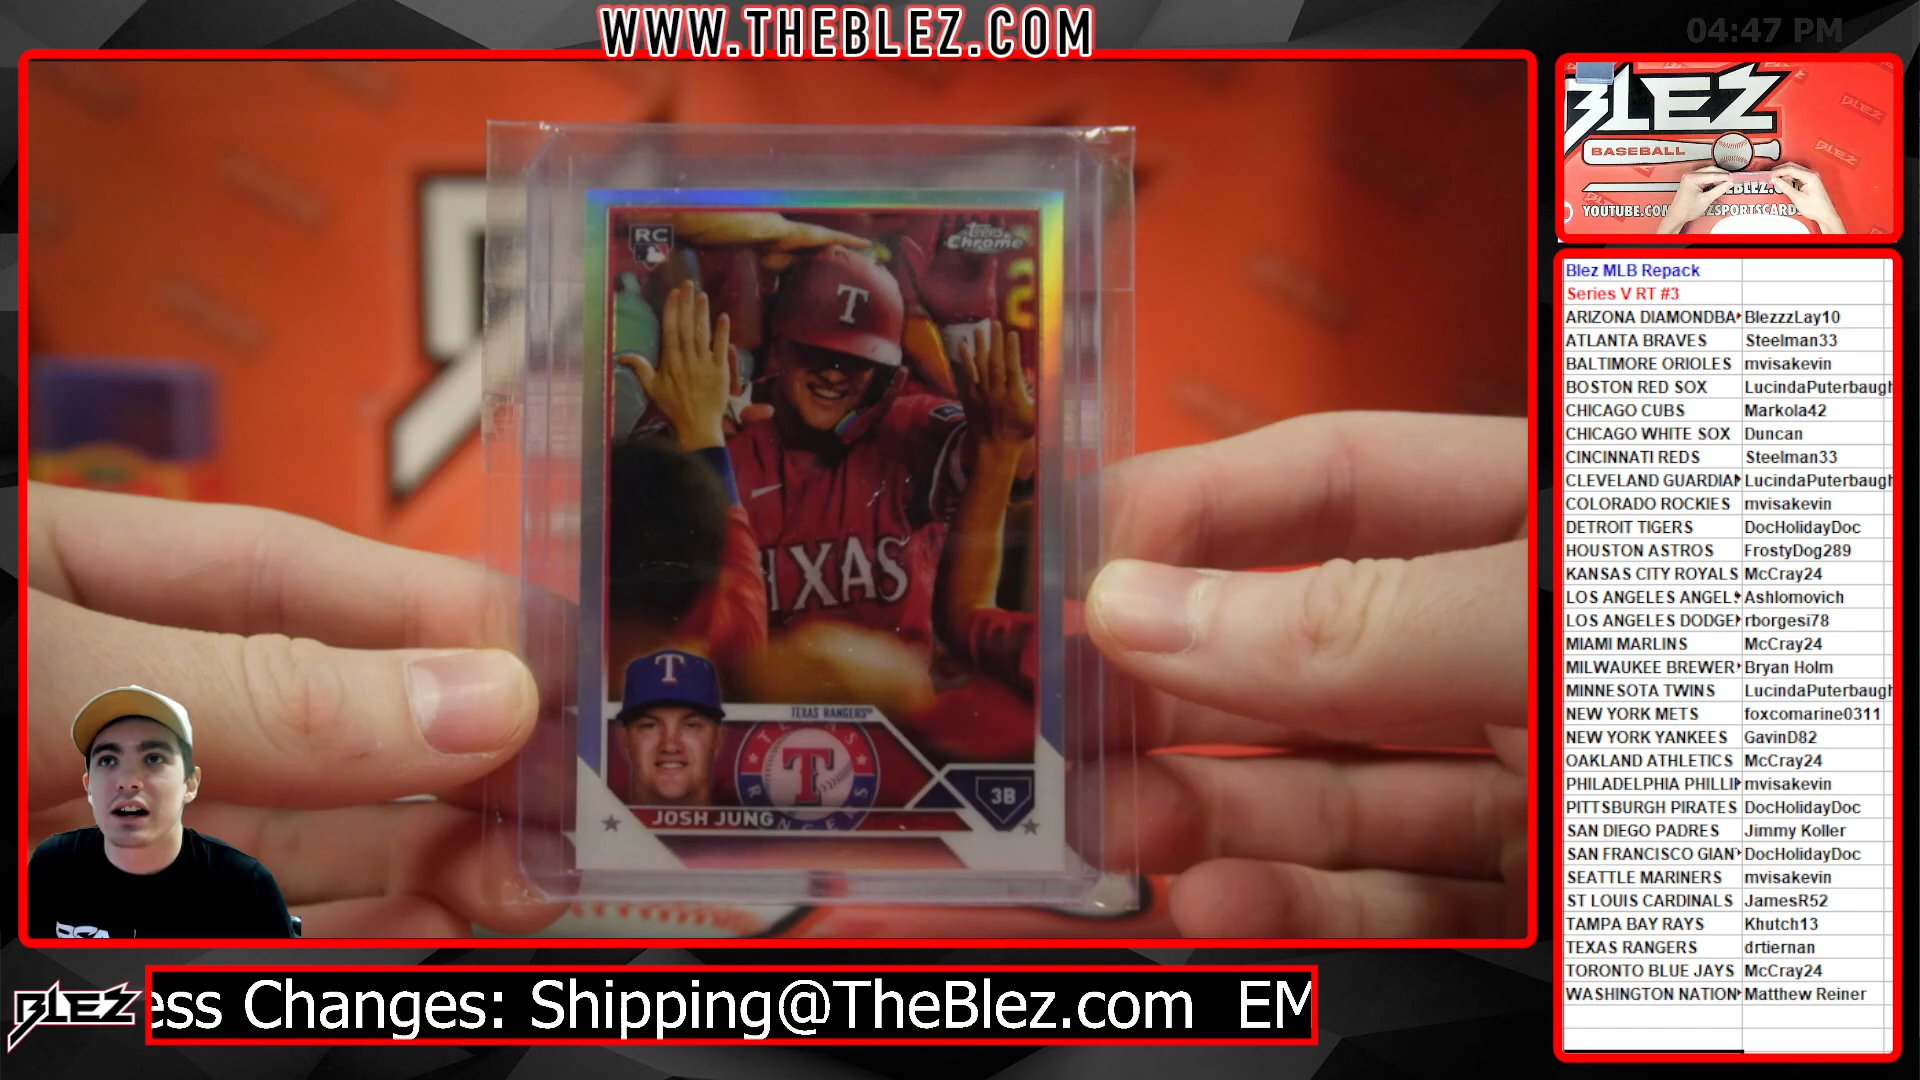 WWW.THEBLEZ.COM
04:47 PM
RC
Topps
Chrome
T
TEXAS RANGERS
T
3B
JOSH JUNG
BLEZ
ess Changes: Shipping@TheBlez.com EM
BLEZ
BASEBALL
BLEZ
BLEZ
Blez MLB Repack
Series V RT #3
ARIZONA DIAMONDBA BlezzzLay10
ATLANTA BRAVES Steelman33
BALTIMORE ORIOLES mvisakevin
BOSTON RED SOX LucindaPuterbaugh
CHICAGO CUBS Markola42
CHICAGO WHITE SOX Duncan
CINCINNATI REDS Steelman33
CLEVELAND GUARDIAN LucindaPuterbaugh
COLORADO ROCKIES mvisakevin
DETROIT TIGERS DocHolidayDoc
HOUSTON ASTROS FrostyDog289
KANSAS CITY ROYALS McCray24
LOS ANGELES ANGELS Ashlomovich
LOS ANGELES DODGE rborgesi78
MIAMI MARLINS McCray24
MILWAUKEE BREWER Bryan Holm
MINNESOTA TWINS LucindaPuterbaugh
NEW YORK METS foxcomarine0311
NEW YORK YANKEES GavinD82
OAKLAND ATHLETICS McCray24
PHILADELPHIA PHILLI mvisakevin
PITTSBURGH PIRATES DocHolidayDoc
SAN DIEGO PADRES Jimmy Koller
SAN FRANCISCO GIAN DocHolidayDoc
SEATTLE MARINERS mvisakevin
ST LOUIS CARDINALS JamesR52
TAMPA BAY RAYS Khutch13
TEXAS RANGERS drtiernan
TORONTO BLUE JAYS McCray24
WASHINGTON NATION Matthew Reiner